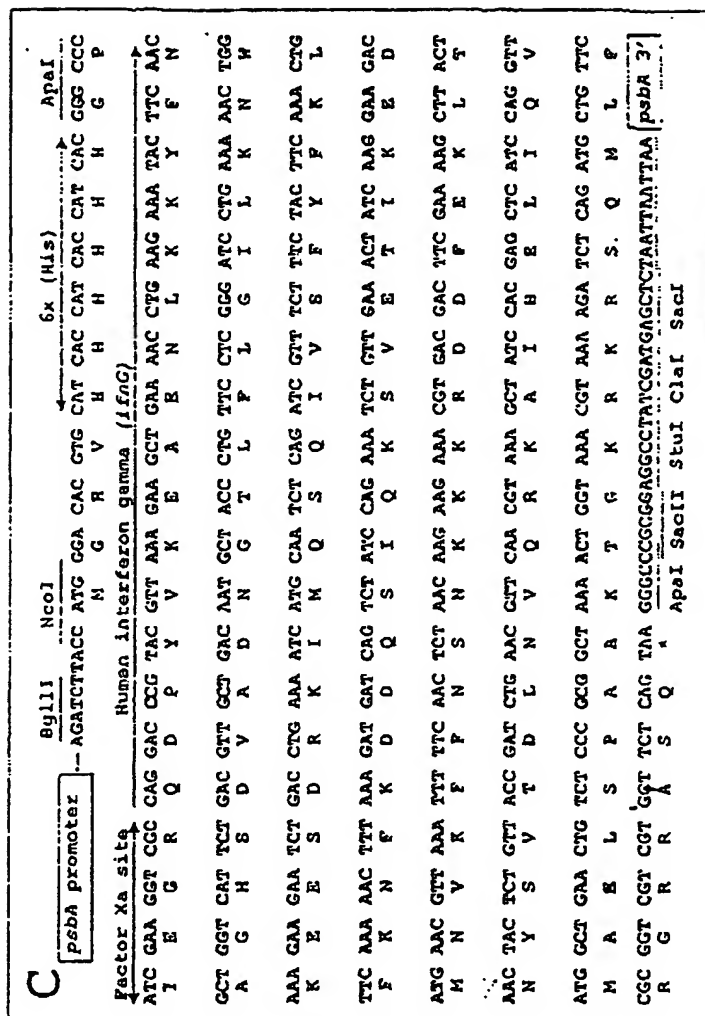 C
BglII NcoI 6x (His) ApaI
psbA promoter --- AGATCTTACC ATG GGA CAC GTG CAT CAC CAT CAC CAT CAC GGG CCC
M G R V H H H H H H G P
Factor Xa site Human interferon gamma (ifnG)
ATC GAA GGT CGC CAG GAC CCG TAC GTT AAA GAA GCT GAA AAC CTG AAG AAA TAC TTC AAC
I E G R Q D P Y V K E A E N L K K Y F N
GCT GGT CAT TCT GAC GTT GCT GAC AAT GCT ACC CTG TTC CTC GGG ATC CTG AAA AAC TGG
A G H S D V A D N G T L F L G I L K N W
AAA GAA GAA TCT GAC CTG AAA ATC ATG CAA TCT CAG ATC GTT TCT TTC TAC TTC AAA CTG
K E E S D R K I M Q S Q I V S F Y F K L
TTC AAA AAC TTT AAA GAT GAT CAG TCT ATC CAG AAA TCT GTT GAA ACT ATC AAG GAA GAC
F K N F K D D Q S I Q K S V E T I K E D
ATG AAC GTT AAA TTT TTC AAC TCT AAC AAG AAG AAA CGT GAC GAC TTC GAA AAG CTT ACT
M N V K F F N S N K K K R D D F E K L T
AAC TAC TCT GTT ACC GAT CTG AAC GTT CAA CGT AAA GCT ATC CAC GAG CTC ATC CAG GTT
N Y S V T D L N V Q R K A I H E L I Q V
ATG GCT GAA CTG TCT CCC GCG GCT AAA ACT GGT AAA CGT AAA AGA TCT CAG ATG CTG TTC
M A E L S P A A K T G K R K R S Q M L F
CGC GGT CGT CGT GGT TCT CAG TAA GGGCCCGCGGAGGCCTATCGATGAGCTCTAATTAATTAA psbA 3'
R G R R A S Q *
ApaI SacII StuI ClaI SacI